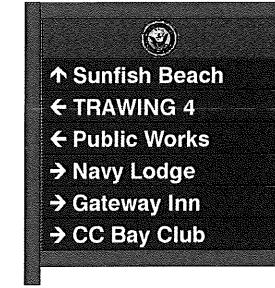 ↑ Sunfish Beach
← TRAWING 4
← Public Works
→ Navy Lodge
→ Gateway Inn
→ CC Bay Club